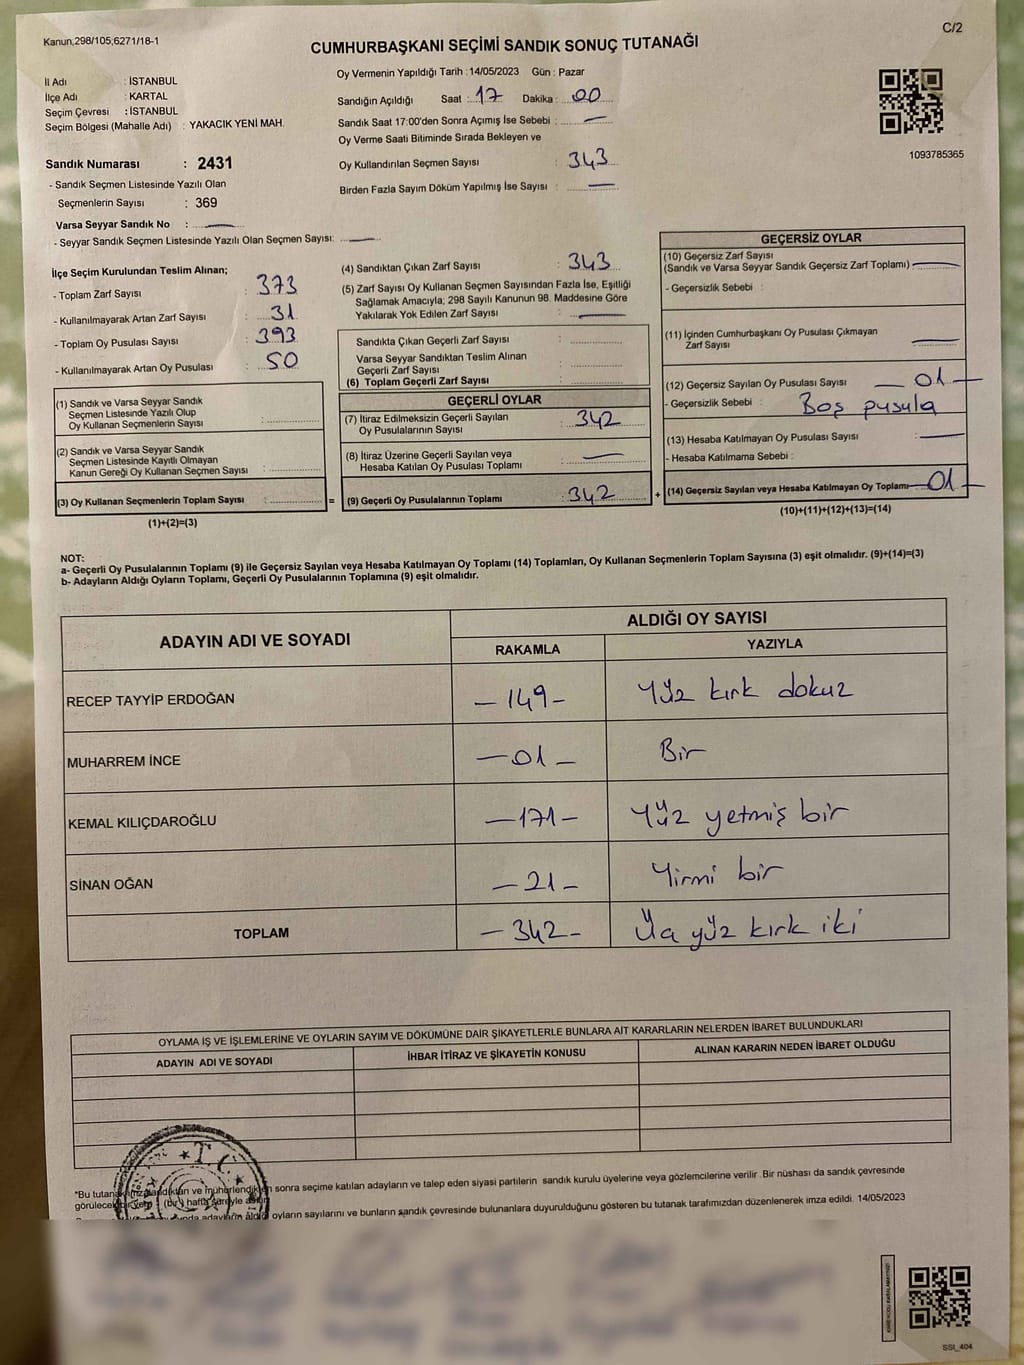 Kanun;298/105;6271/18-1
C/2
CUMHURBAŞKANI SEÇİMİ SANDIK SONUÇ TUTANAĞI
İl Adı : İSTANBUL
İlçe Adı : KARTAL
Seçim Çevresi : İSTANBUL
Seçim Bölgesi (Mahalle Adı) : YAKACIK YENİ MAH.
Sandık Numarası : 2431
- Sandık Seçmen Listesinde Yazılı Olan
Seçmenlerin Sayısı : 369
Varsa Seyyar Sandık No : —
- Seyyar Sandık Seçmen Listesinde Yazılı Olan Seçmen Sayısı: —
Oy Vermenin Yapıldığı Tarih : 14/05/2023 Gün : Pazar
Sandığın Açıldığı Saat : 17 Dakika : 00
Sandık Saat 17:00'den Sonra Açımış İse Sebebi : —
Oy Verme Saati Bitiminde Sırada Bekleyen ve
Oy Kullandırılan Seçmen Sayısı : 343
Birden Fazla Sayım Döküm Yapılmış İse Sayısı : —
1093785365
İlçe Seçim Kurulundan Teslim Alınan;
- Toplam Zarf Sayısı : 373
- Kullanılmayarak Artan Zarf Sayısı : 31
- Toplam Oy Pusulası Sayısı : 393
- Kullanılmayarak Artan Oy Pusulası : 50
(1) Sandık ve Varsa Seyyar Sandık
Seçmen Listesinde Yazılı Olup
Oy Kullanan Seçmenlerin Sayısı :
(2) Sandık ve Varsa Seyyar Sandık
Seçmen Listesinde Kayıtlı Olmayan
Kanun Gereği Oy Kullanan Seçmen Sayısı :
(3) Oy Kullanan Seçmenlerin Toplam Sayısı : =
(1)+(2)=(3)
(4) Sandıktan Çıkan Zarf Sayısı : 343
(5) Zarf Sayısı Oy Kullanan Seçmen Sayısından Fazla İse, Eşitliği
Sağlamak Amacıyla; 298 Sayılı Kanunun 98. Maddesine Göre
Yakılarak Yok Edilen Zarf Sayısı : —
Sandıkta Çıkan Geçerli Zarf Sayısı :
Varsa Seyyar Sandıktan Teslim Alınan
Geçerli Zarf Sayısı :
(6) Toplam Geçerli Zarf Sayısı :
GEÇERLİ OYLAR
(7) İtiraz Edilmeksizin Geçerli Sayılan
Oy Pusulalarının Sayısı : 342
(8) İtiraz Üzerine Geçerli Sayılan veya
Hesaba Katılan Oy Pusulası Toplamı : —
(9) Geçerli Oy Pusulalarının Toplamı : 342 +
GEÇERSİZ OYLAR
(10) Geçersiz Zarf Sayısı
(Sandık ve Varsa Seyyar Sandık Geçersiz Zarf Toplamı) : —
- Geçersizlik Sebebi :
(11) İçinden Cumhurbaşkanı Oy Pusulası Çıkmayan
Zarf Sayısı —
(12) Geçersiz Sayılan Oy Pusulası Sayısı — 01 —
- Geçersizlik Sebebi : Boş pusula
(13) Hesaba Katılmayan Oy Pusulası Sayısı : —
- Hesaba Katılmama Sebebi :
(14) Geçersiz Sayılan veya Hesaba Katılmayan Oy Toplamı — 01 —
(10)+(11)+(12)+(13)=(14)
NOT:
a- Geçerli Oy Pusulalarının Toplamı (9) ile Geçersiz Sayılan veya Hesaba Katılmayan Oy Toplamı (14) Toplamları, Oy Kullanan Seçmenlerin Toplam Sayısına (3) eşit olmalıdır. (9)+(14)=(3)
b- Adayların Aldığı Oyların Toplamı, Geçerli Oy Pusulalarının Toplamına (9) eşit olmalıdır.
ADAYIN ADI VE SOYADI ALDIĞI OY SAYISI
RAKAMLA YAZIYLA
RECEP TAYYİP ERDOĞAN — 149 — Yüz kırk dokuz
MUHARREM İNCE — 01 — Bir
KEMAL KILIÇDAROĞLU — 171 — Yüz yetmiş bir
SİNAN OĞAN — 21 — Yirmi bir
TOPLAM — 342 — Üç yüz kırk iki
OYLAMA İŞ VE İŞLEMLERİNE VE OYLARIN SAYIM VE DÖKÜMÜNE DAİR ŞİKAYETLERLE BUNLARA AİT KARARLARIN NELERDEN İBARET BULUNDUKLARI
ADAYIN ADI VE SOYADI İHBAR İTİRAZ VE ŞİKAYETİN KONUSU ALINAN KARARIN NEDEN İBARET OLDUĞU
T.C
*Bu tutanak ve mühürlendikten sonra seçime katılan adayların ve talep eden siyasi partilerin sandık kurulu üyelerine veya gözlemcilerine verilir. Bir nüshası da sandık çevresinde
görülecek bir yere (bir) hafta süreyle asılır
adayların aldığı oyların sayılarını ve bunların sandık çevresinde bulunanlara duyurulduğunu gösteren bu tutanak tarafımızdan düzenlenerek imza edildi. 14/05/2023
SSI_404